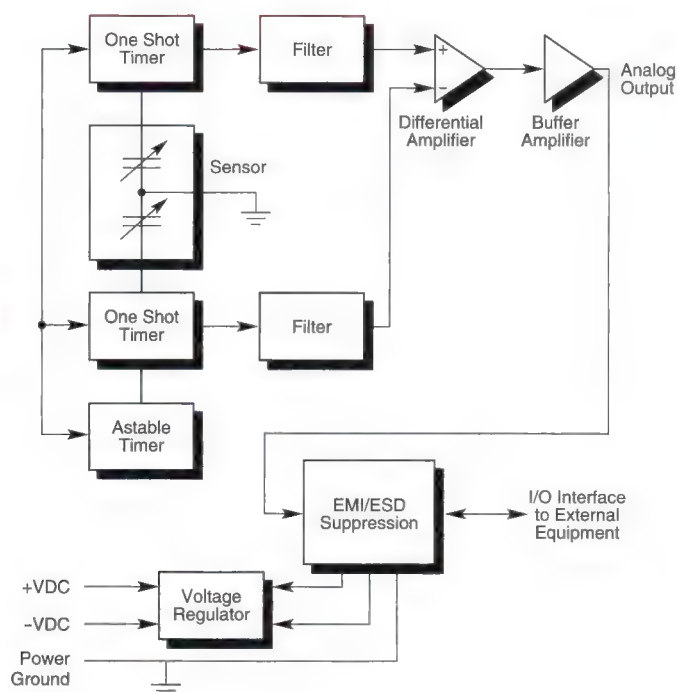 One Shot
Timer
Filter
+
−
Differential
Amplifier
Buffer
Amplifier
Analog
Output
Sensor
One Shot
Timer
Filter
Astable
Timer
EMI/ESD
Suppression
I/O Interface
to External
Equipment
+VDC
−VDC
Voltage
Regulator
Power
Ground